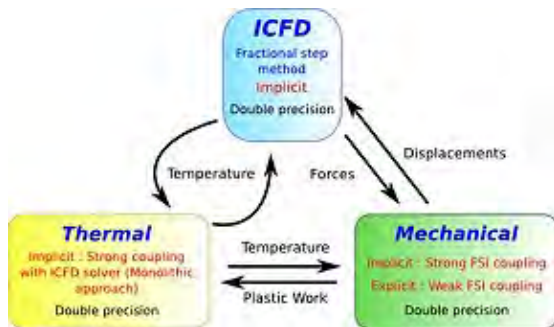 ICFD
Fractional step
method
Implicit
Double precision
Displacements
Temperature
Forces
Thermal
Implicit : Strong coupling
with ICFD solver (Monolithic
approach)
Double precision
Temperature
Plastic Work
Mechanical
Implicit : Strong FSI coupling
Explicit : Weak FSI coupling
Double precision